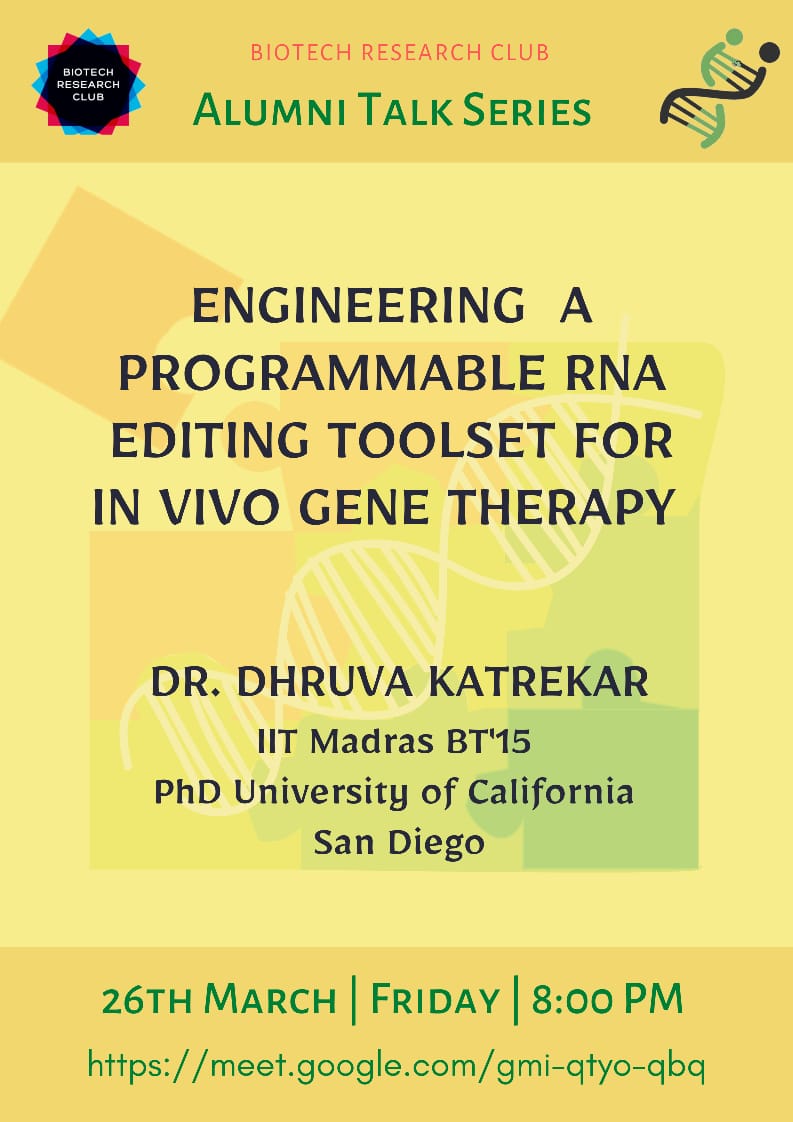 BIOTECH
RESEARCH
CLUB
BIOTECH RESEARCH CLUB
ALUMNI TALK SERIES
ENGINEERING A
PROGRAMMABLE RNA
EDITING TOOLSET FOR
IN VIVO GENE THERAPY
DR. DHRUVA KATREKAR
IIT Madras BT'15
PhD University of California
San Diego
26TH MARCH | FRIDAY | 8:00 PM
https://meet.google.com/gmi-qtyo-qbq